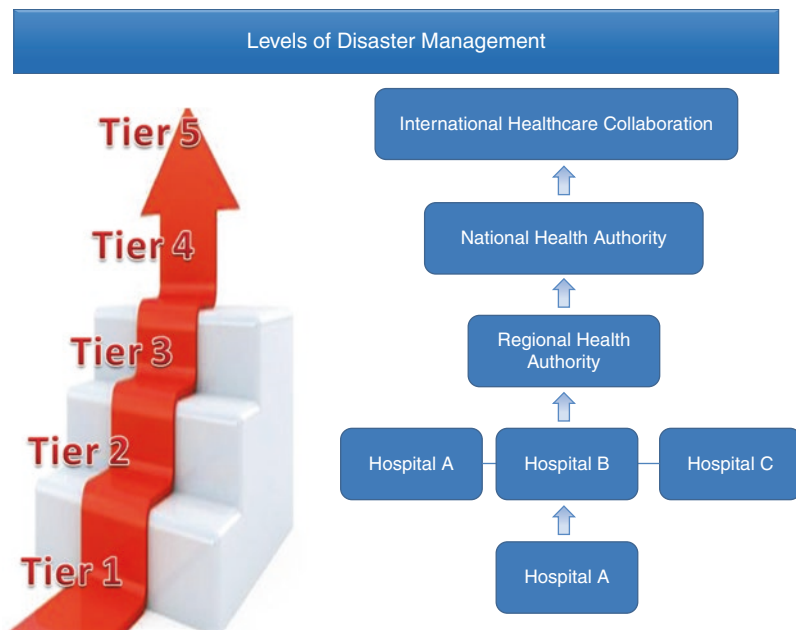 Levels of Disaster Management
Tier 5
International Healthcare Collaboration
Tier 4
National Health Authority
Tier 3
Regional Health
Authority
Tier 2
Hospital A
Hospital B
Hospital C
Tier 1
Hospital A